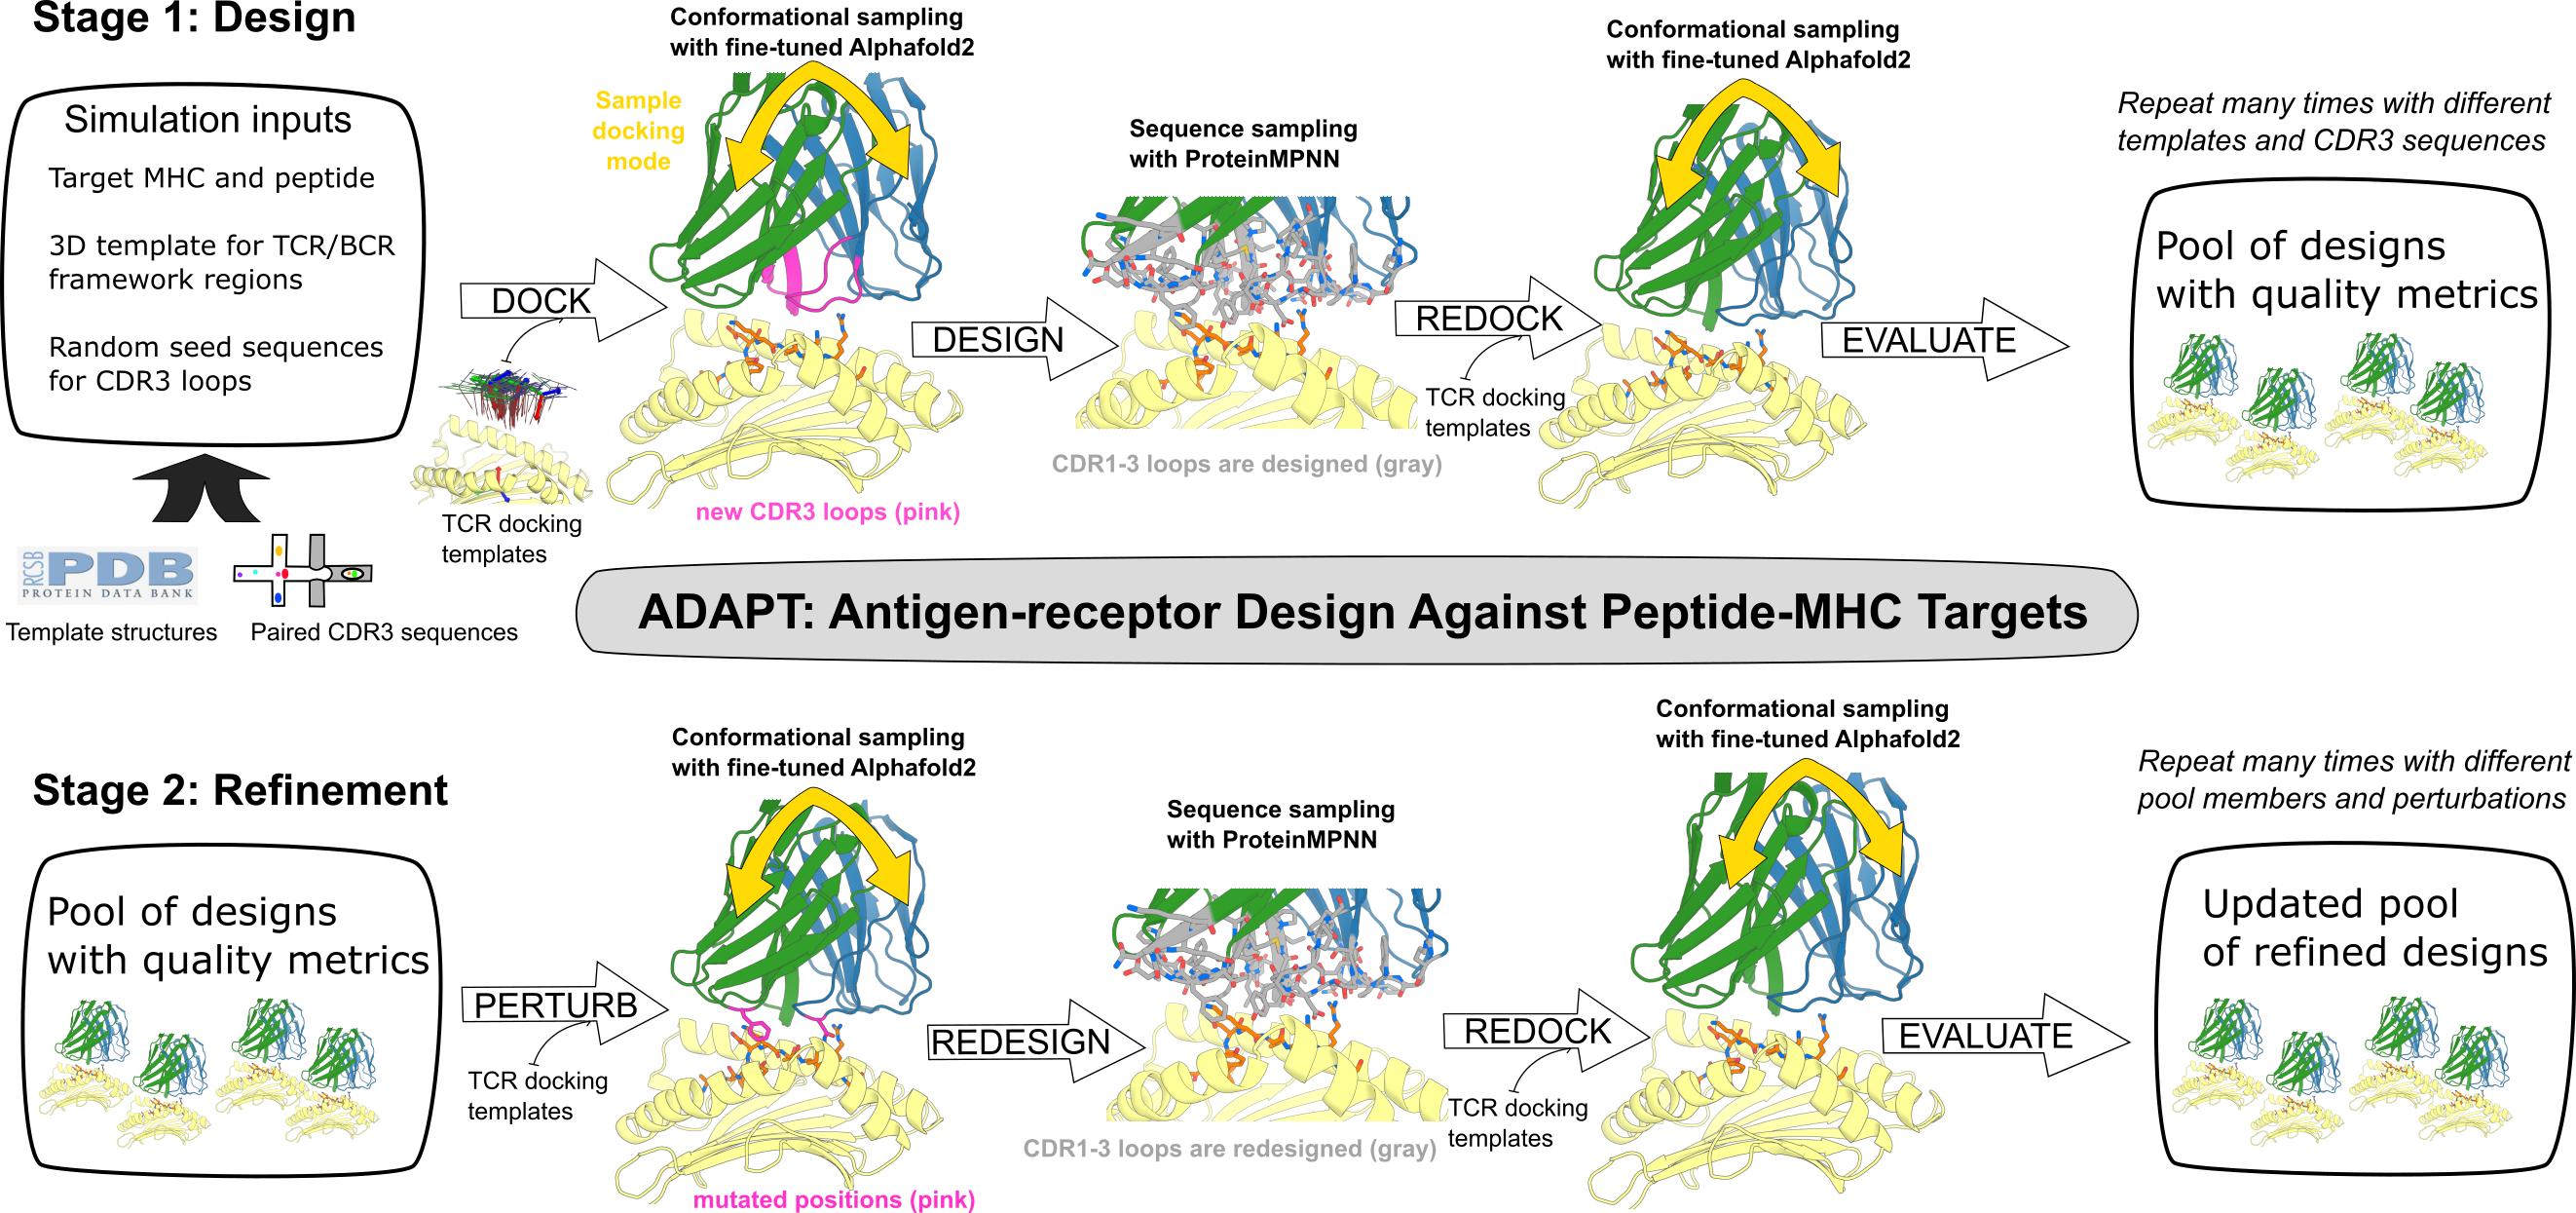 Stage 1: Design
Simulation inputs
Target MHC and peptide
3D template for TCR/BCR
framework regions
Random seed sequences
for CDR3 loops
RCSB
PDB
PROTEIN DATA BANK
Template structures
Paired CDR3 sequences
DOCK
TCR docking
templates
Conformational sampling
with fine-tuned Alphafold2
Sample
docking
mode
new CDR3 loops (pink)
DESIGN
Sequence sampling
with ProteinMPNN
CDR1-3 loops are designed (gray)
REDOCK
TCR docking
templates
Conformational sampling
with fine-tuned Alphafold2
EVALUATE
Repeat many times with different
templates and CDR3 sequences
Pool of designs
with quality metrics
ADAPT: Antigen-receptor Design Against Peptide-MHC Targets
Stage 2: Refinement
Pool of designs
with quality metrics
PERTURB
TCR docking
templates
Conformational sampling
with fine-tuned Alphafold2
mutated positions (pink)
REDESIGN
Sequence sampling
with ProteinMPNN
CDR1-3 loops are redesigned (gray)
REDOCK
TCR docking
templates
Conformational sampling
with fine-tuned Alphafold2
EVALUATE
Repeat many times with different
pool members and perturbations
Updated pool
of refined designs